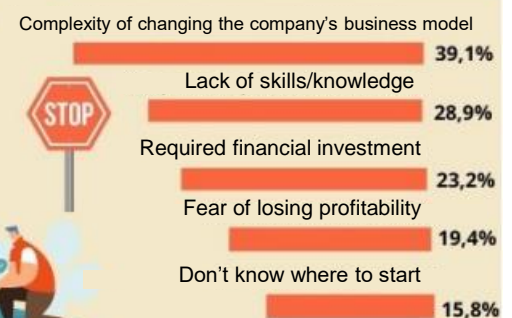 Complexity of changing the company's business model
39,1%
Lack of skills/knowledge
STOP
28,9%
Required financial investment
23,2%
Fear of losing profitability
19,4%
Don't know where to start
15,8%